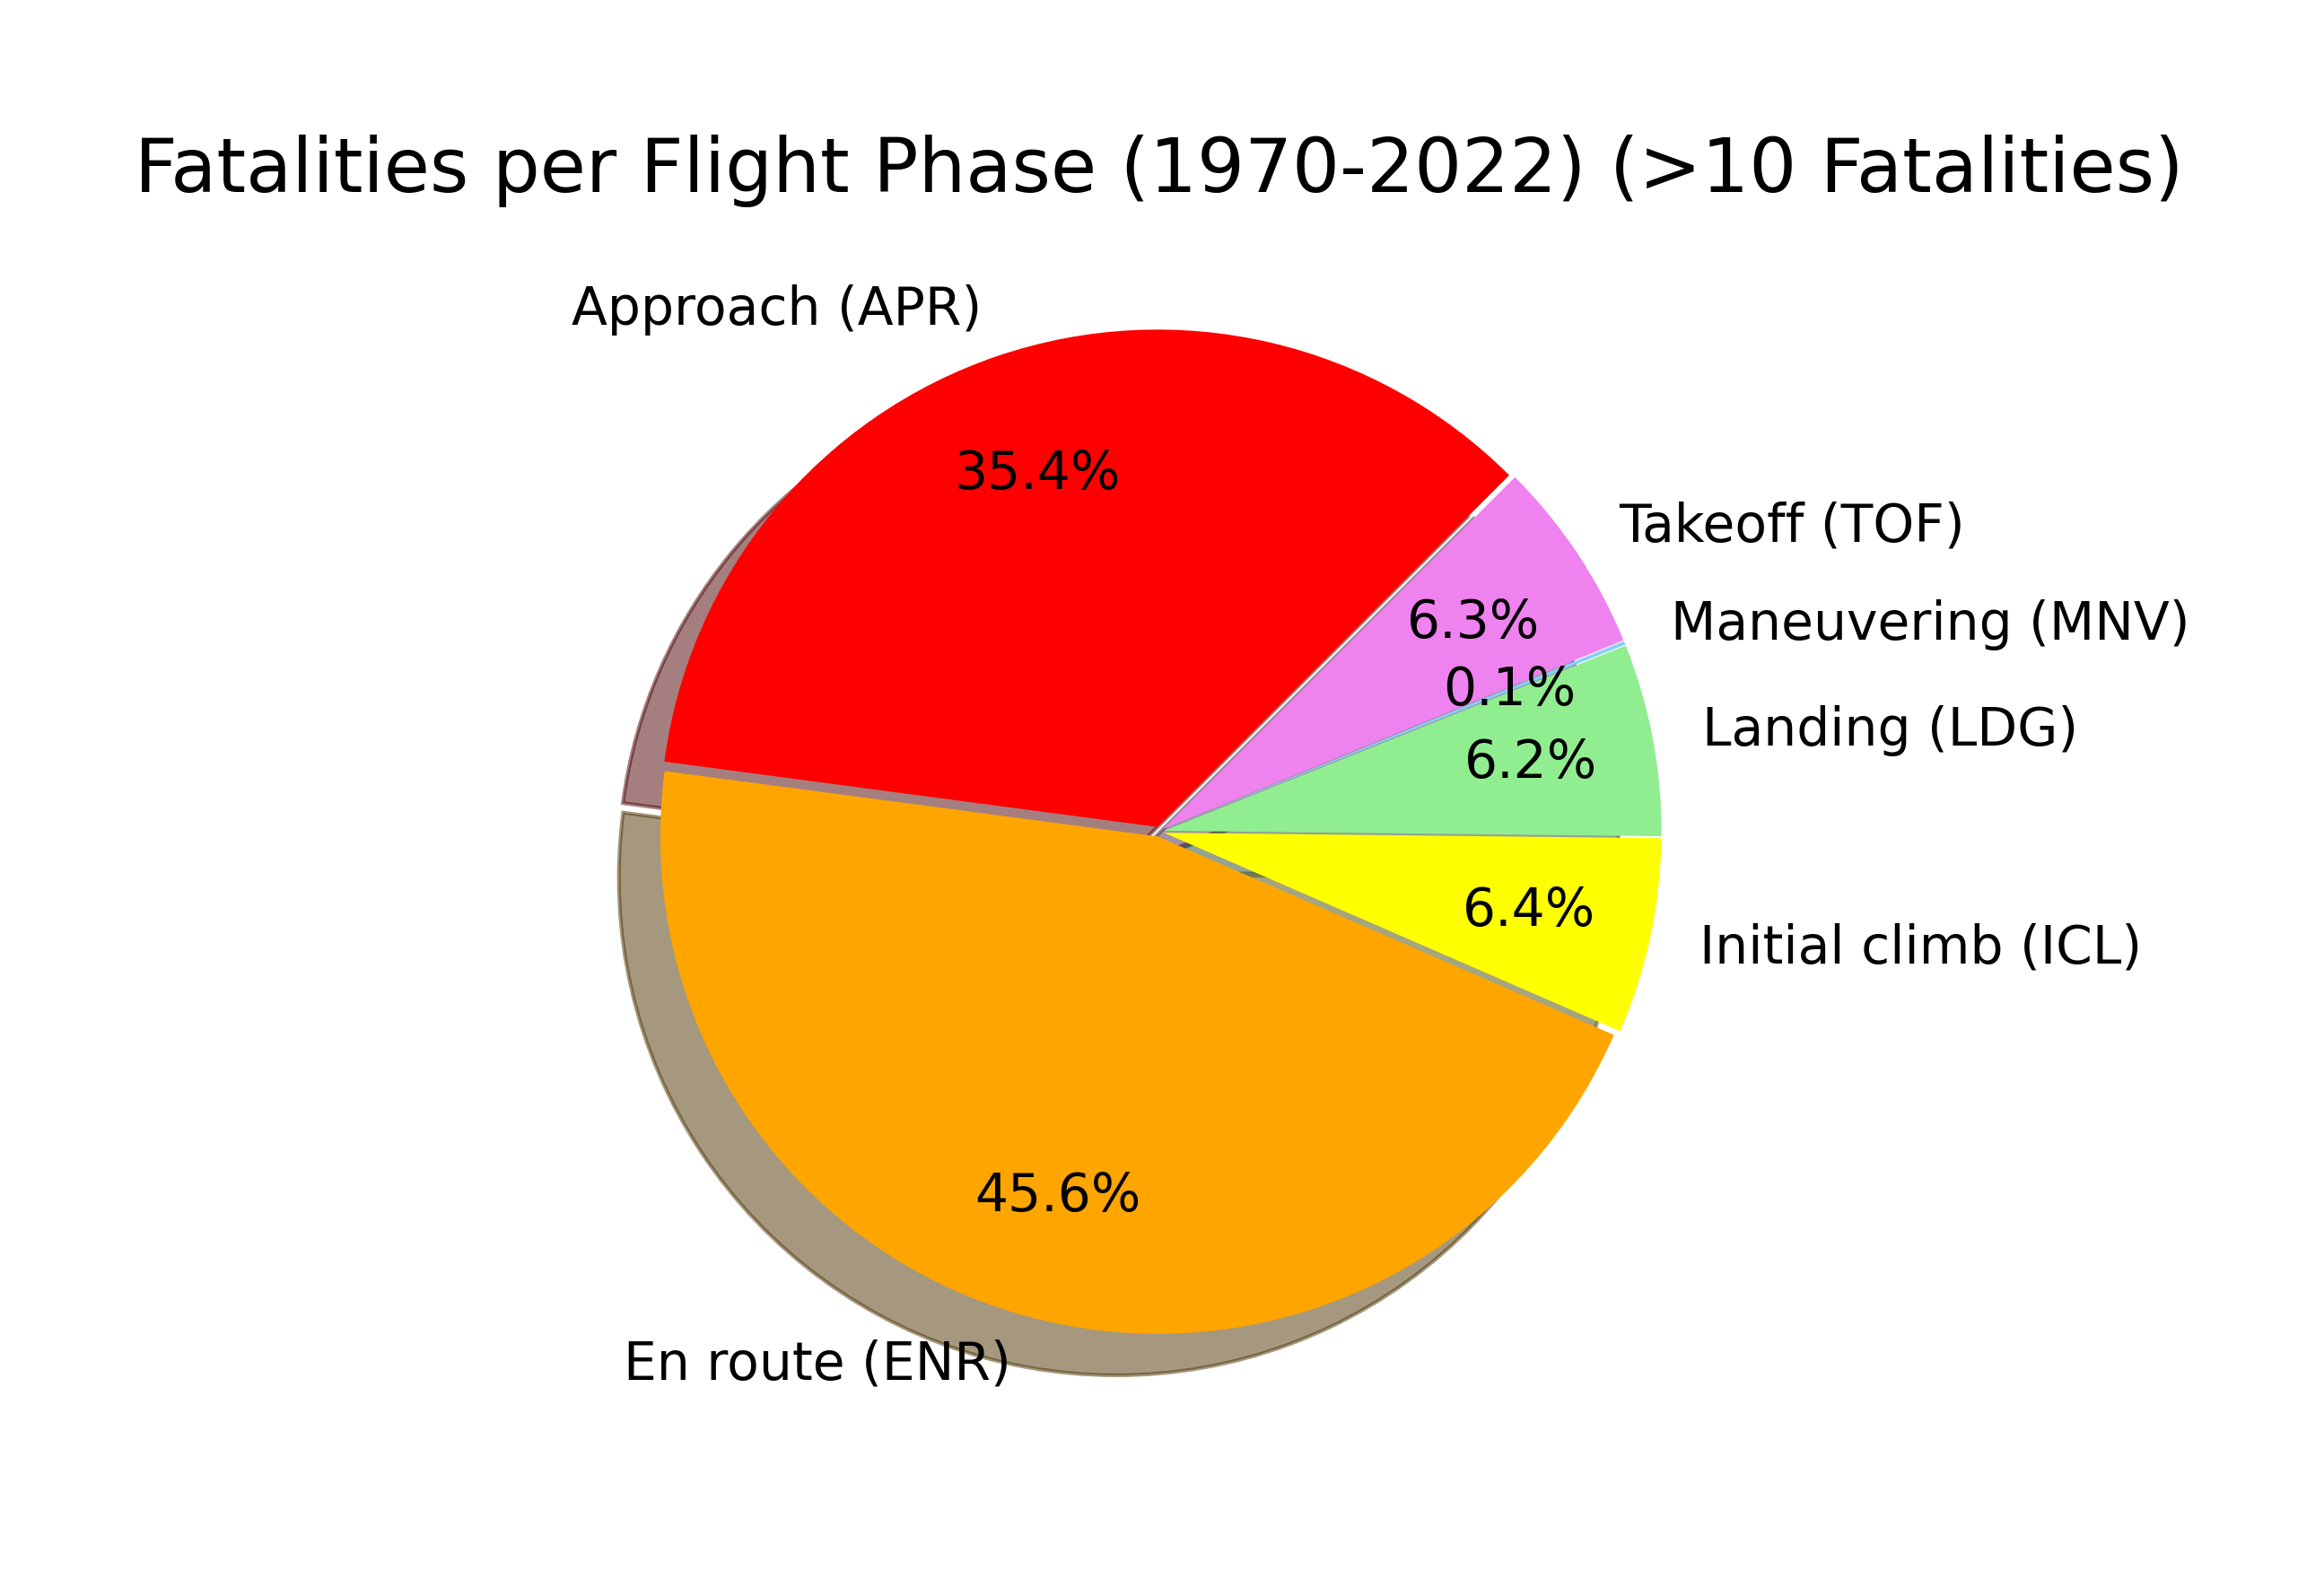 Fatalities per Flight Phase (1970-2022) (>10 Fatalities)
Approach (APR)
35.4%
Takeoff (TOF)
6.3%
Maneuvering (MNV)
0.1%
Landing (LDG)
6.2%
6.4%
Initial climb (ICL)
45.6%
En route (ENR)